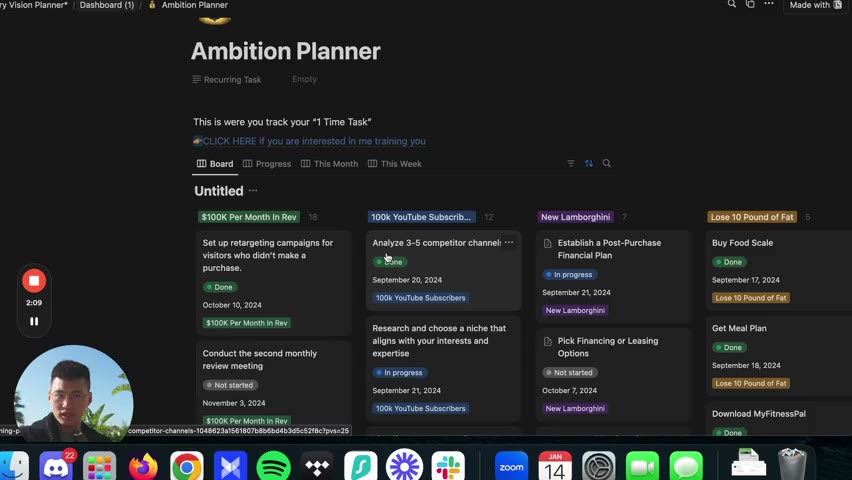 ry Vision Planner* / Dashboard (1) / Ambition Planner
Made with
Ambition Planner
Recurring Task Empty
This is were you track your “1 Time Task”
CLICK HERE if you are interested in me training you
Board Progress This Month This Week
Untitled
$100K Per Month In Rev 18
Set up retargeting campaigns for
visitors who didn’t make a
purchase.
Done
October 10, 2024
$100K Per Month In Rev
Conduct the second monthly
review meeting
Not started
November 3, 2024
$100K Per Month In Rev
100k YouTube Subscrib... 12
Analyze 3-5 competitor channels
Done
September 20, 2024
100k YouTube Subscribers
Research and choose a niche that
aligns with your interests and
expertise
In progress
September 21, 2024
100k YouTube Subscribers
New Lamborghini 7
Establish a Post-Purchase
Financial Plan
In progress
September 21, 2024
New Lamborghini
Pick Financing or Leasing
Options
Not started
October 7, 2024
New Lamborghini
Lose 10 Pound of Fat 5
Buy Food Scale
Done
September 17, 2024
Lose 10 Pound of Fat
Get Meal Plan
Done
September 18, 2024
Lose 10 Pound of Fat
Download MyFitnessPal
Done
2:09
22
zoom
JAN
14